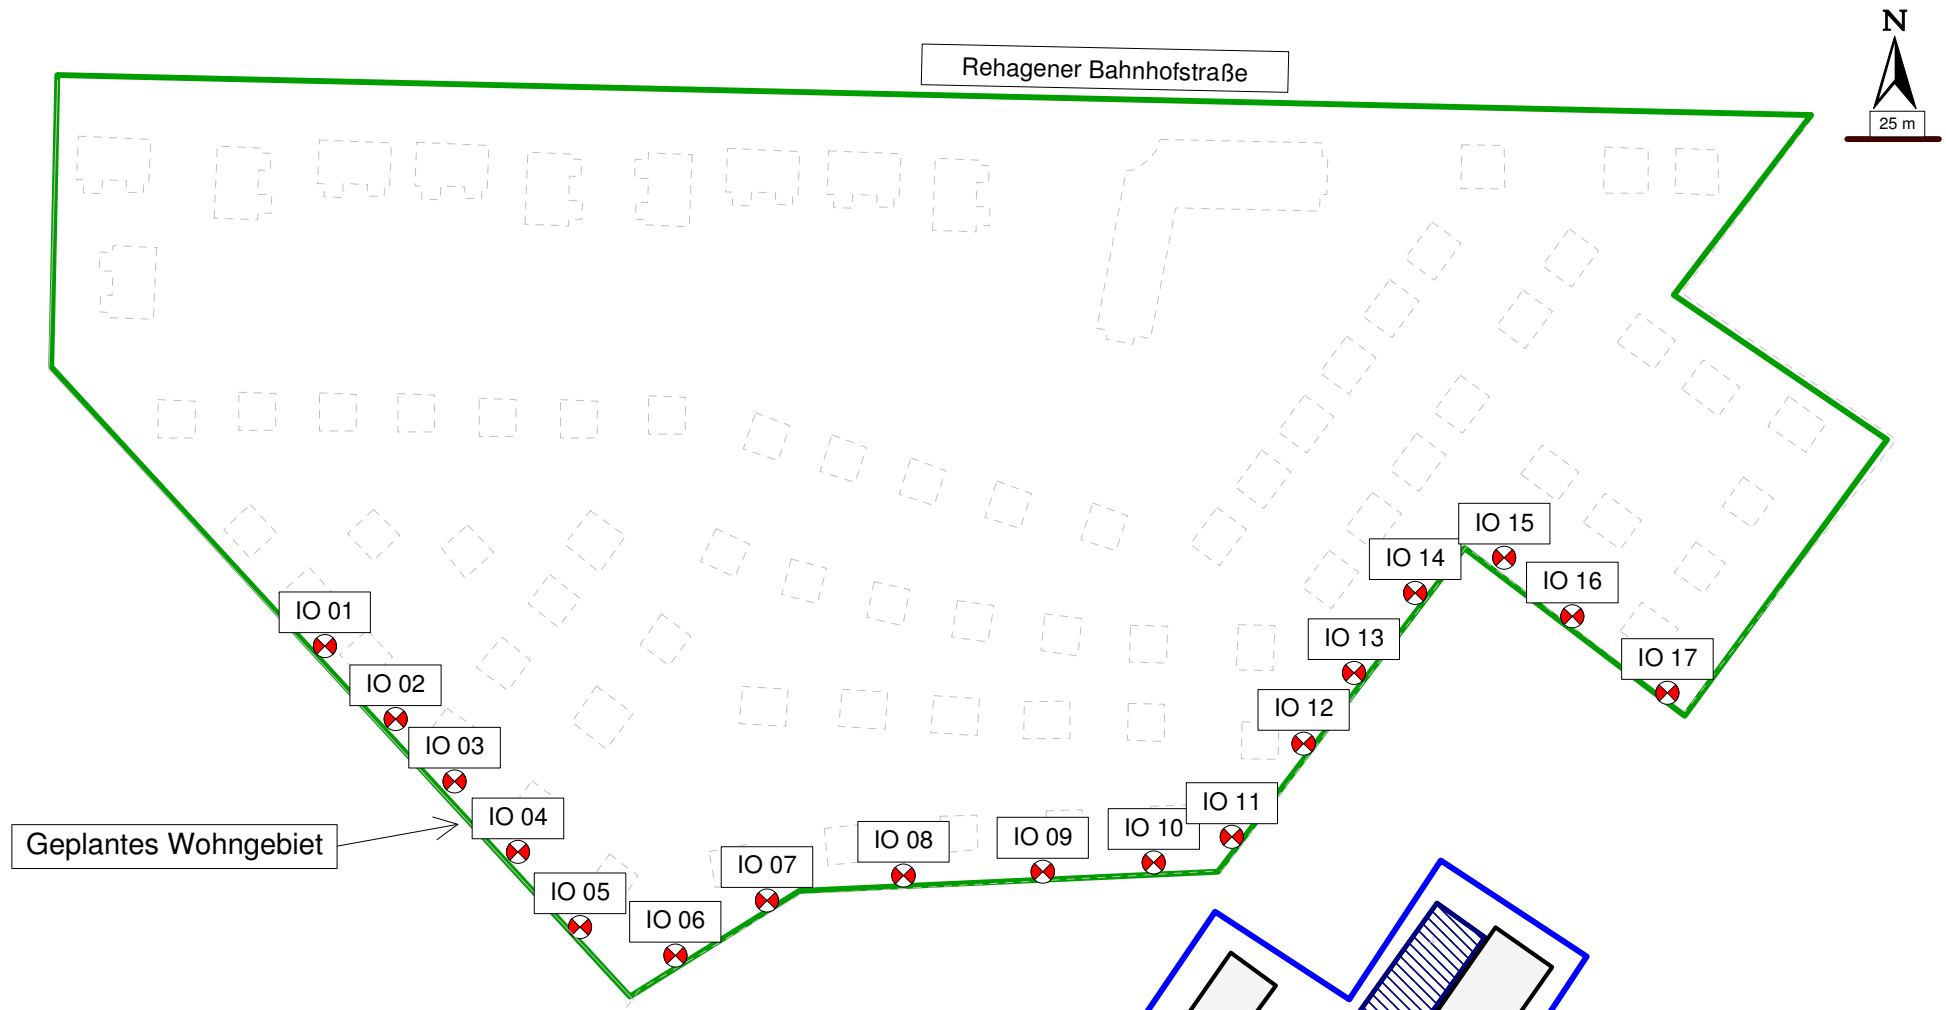 N
Rehagener Bahnhofstraße
25 m
IO 15
IO 14
IO 16
IO 01
IO 13
IO 17
IO 02
IO 12
IO 03
IO 11
IO 04
IO 10
IO 09
IO 08
Geplantes Wohngebiet
IO 07
IO 05
IO 06